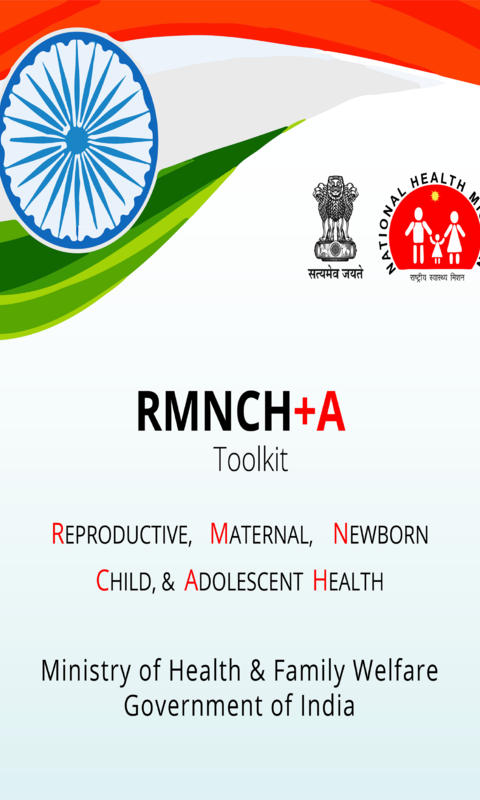 सत्यमेव जयते
NATIONAL HEALTH
राष्ट्रीय स्वास्थ्य मिशन
RMNCH+A
Toolkit
REPRODUCTIVE, MATERNAL, NEWBORN
CHILD, & ADOLESCENT HEALTH
Ministry of Health & Family Welfare
Government of India